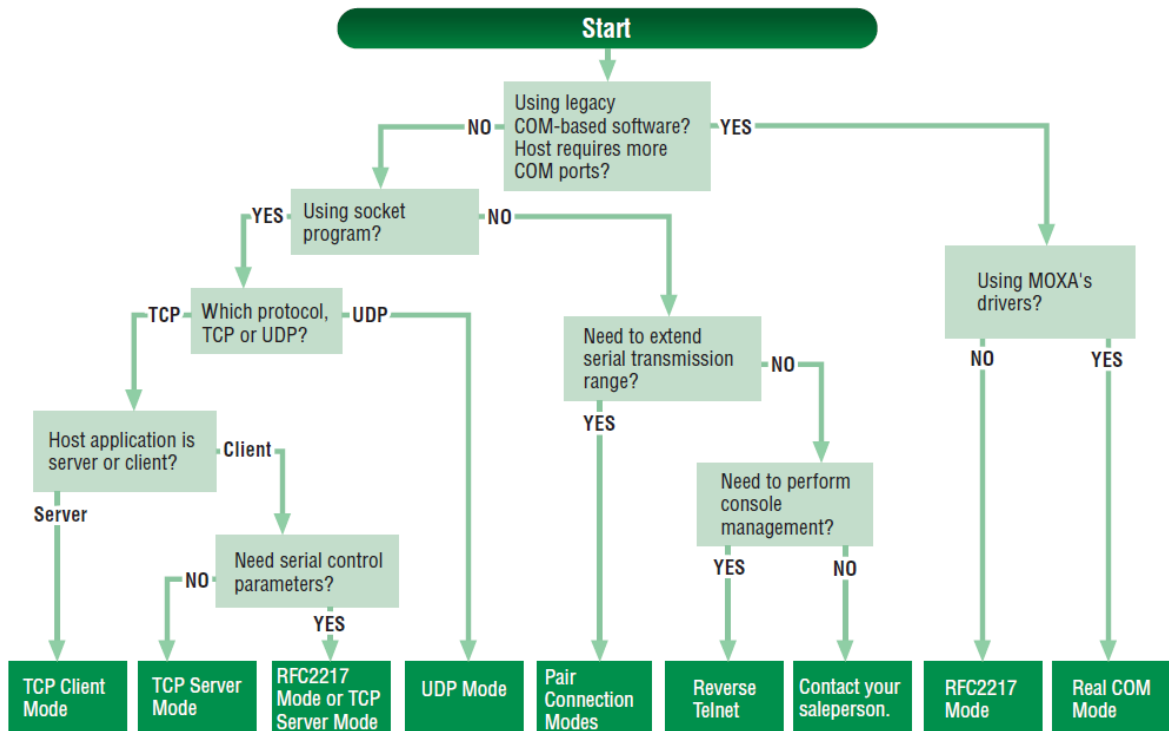 Start
Using legacy
COM-based software?
Host requires more
COM ports?
NO
YES
Using socket
program?
YES
NO
Using MOXA's
drivers?
NO
YES
Which protocol,
TCP or UDP?
TCP
UDP
Need to extend
serial transmission
range?
NO
YES
Host application is
server or client?
Client
Server
Need to perform
console
management?
YES
NO
Need serial control
parameters?
NO
YES
TCP Client
Mode
TCP Server
Mode
RFC2217
Mode or TCP
Server Mode
UDP Mode
Pair
Connection
Modes
Reverse
Telnet
Contact your
saleperson.
RFC2217
Mode
Real COM
Mode